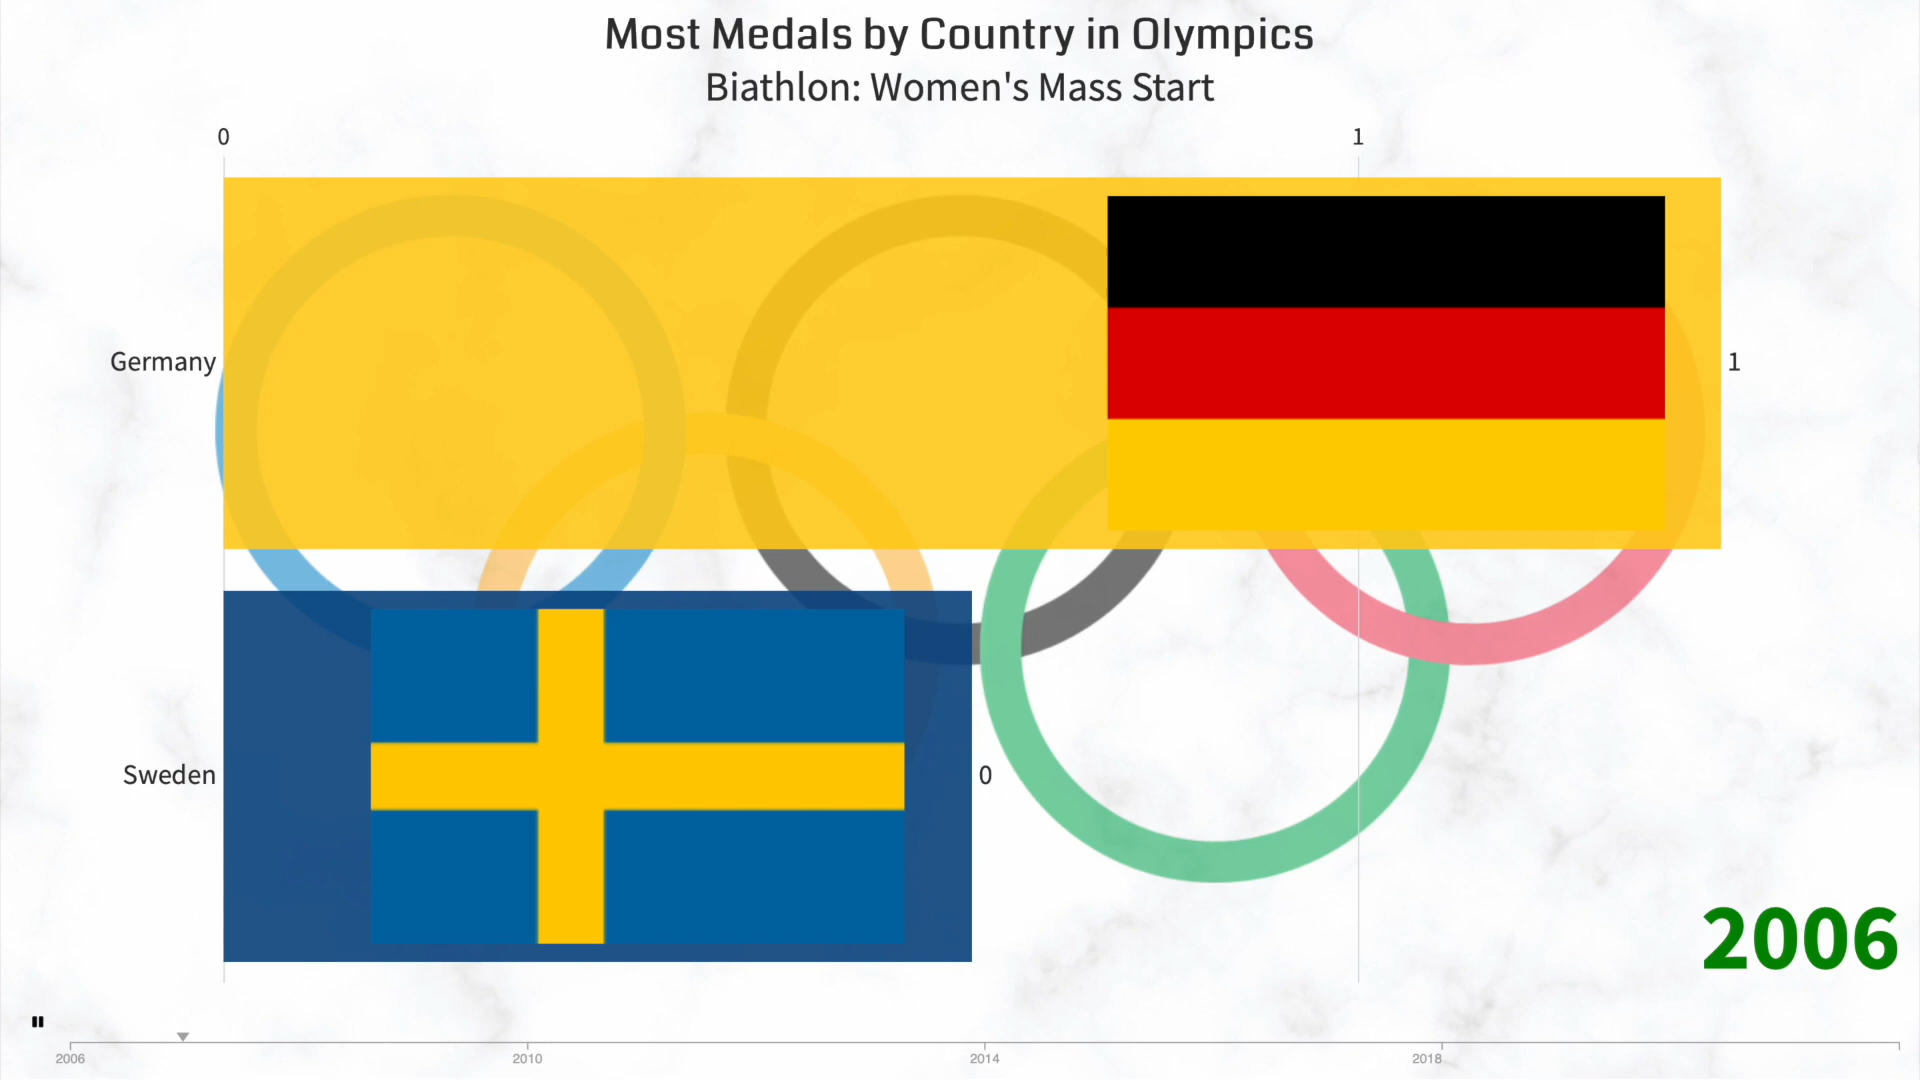 Most Medals by Country in Olympics
Biathlon: Women's Mass Start
0 1
Germany 1
Sweden 0
2006
2006 2010 2014 2018